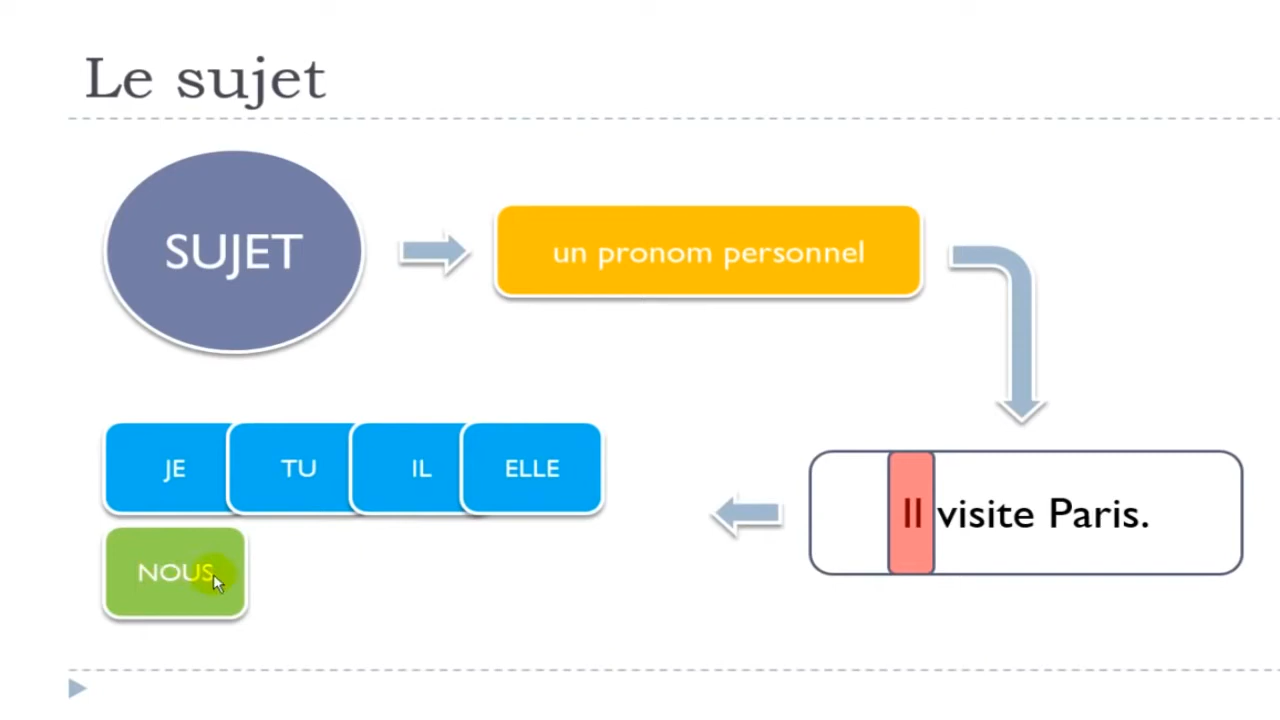 Le sujet
SUJET
un pronom personnel
Il visite Paris.
JE TU IL ELLE
NOUS